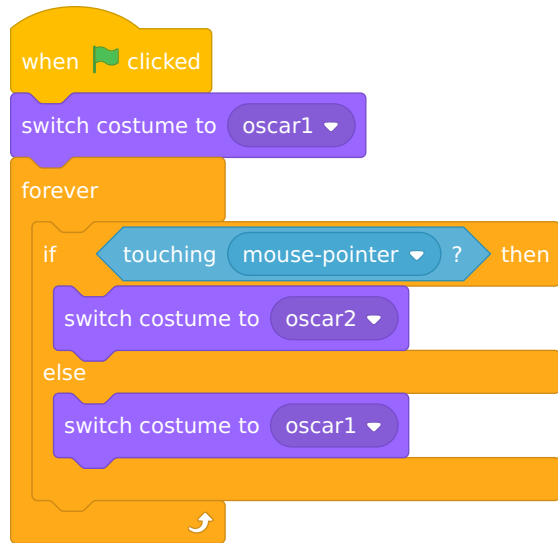 when clicked
switch costume to oscar1
forever
if touching mouse-pointer ? then
switch costume to oscar2
else
switch costume to oscar1